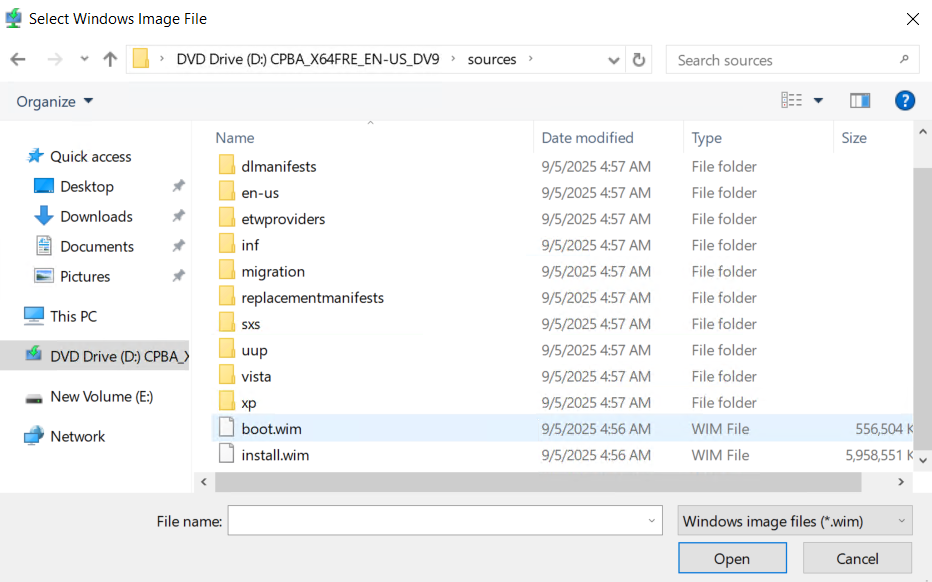 Select Windows Image File
DVD Drive (D:) CPBA_X64FRE_EN-US_DV9 sources
Search sources
Organize
?
Name Date modified Type Size
Quick access
Desktop
Downloads
Documents
Pictures
This PC
DVD Drive (D:) CPBA_X
New Volume (E:)
Network
dlmanifests 9/5/2025 4:57 AM File folder
en-us 9/5/2025 4:57 AM File folder
etwproviders 9/5/2025 4:57 AM File folder
inf 9/5/2025 4:57 AM File folder
migration 9/5/2025 4:57 AM File folder
replacementmanifests 9/5/2025 4:57 AM File folder
sxs 9/5/2025 4:57 AM File folder
uup 9/5/2025 4:57 AM File folder
vista 9/5/2025 4:57 AM File folder
xp 9/5/2025 4:57 AM File folder
boot.wim 9/5/2025 4:56 AM WIM File 556,504 K
install.wim 9/5/2025 4:56 AM WIM File 5,958,551 K
File name:
Windows image files (*.wim)
Open Cancel